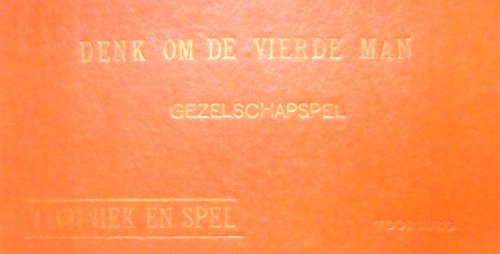 DENK OM DE VIERDE MAN
GEZELSCHAPSPEL
EN SPEL